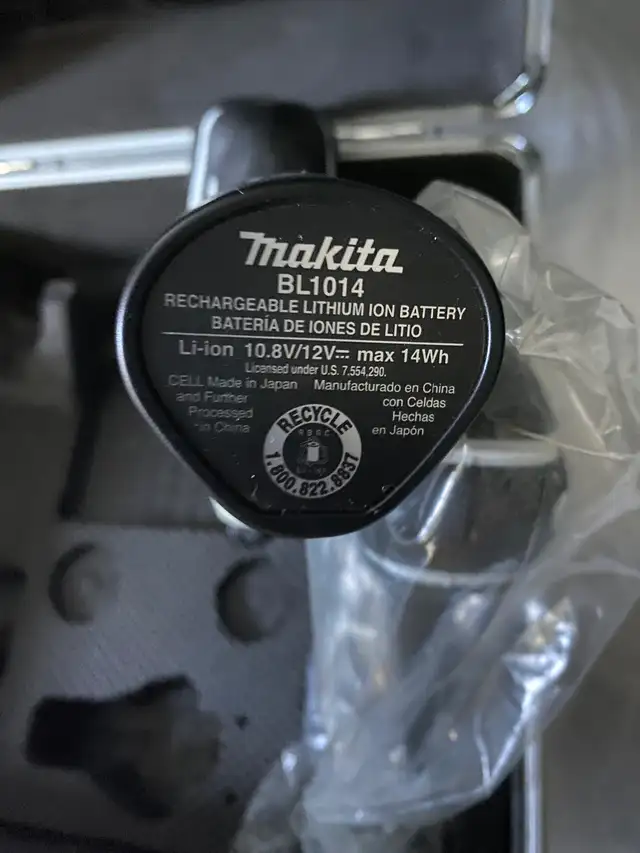 makita
BL1014
RECHARGEABLE LITHIUM ION BATTERY
BATERÍA DE IONES DE LITIO
Li-ion 10.8V/12V⎓ max 14Wh
Licensed under U.S. 7,554,290.
CELL Made in Japan
and Further
Processed
in China
Manufacturado en China
con Celdas
Hechas
en Japón
RECYCLE
RBRC
1.800.822.8837